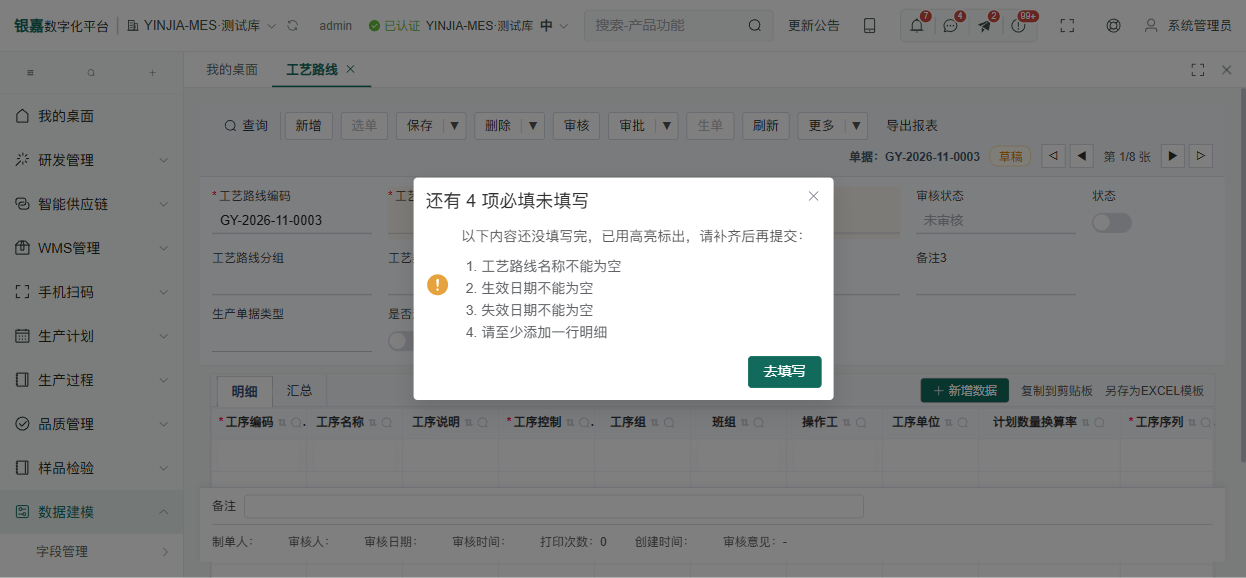 银嘉数字化平台 YINJIA-MES·测试库 admin 已认证 YINJIA-MES·测试库 中 搜索-产品功能 更新公告 7 4 2 99+ 系统管理员
我的桌面 工艺路线
我的桌面
研发管理
智能供应链
WMS管理
手机扫码
生产计划
生产过程
品质管理
样品检验
数据建模
字段管理
查询 新增 选单 保存 删除 审核 审批 生单 刷新 更多 导出报表
单据: GY-2026-11-0003 草稿 第 1/8 张
* 工艺路线编码 * 工艺 审核状态 状态
GY-2026-11-0003 未审核
工艺路线分组 工艺 备注3
生产单据类型 是否
还有 4 项必填未填写
以下内容还没填写完，已用高亮标出，请补齐后再提交：
1. 工艺路线名称不能为空
2. 生效日期不能为空
3. 失效日期不能为空
4. 请至少添加一行明细
去填写
明细 汇总 新增数据 复制到剪贴板 另存为EXCEL模板
* 工序编码 工序名称 工序说明 * 工序控制 工序组 班组 操作工 工序单位 计划数量换算率 * 工序序列
备注
制单人: 审核人: 审核日期: 审核时间: 打印次数: 0 创建时间: 审核意见: -